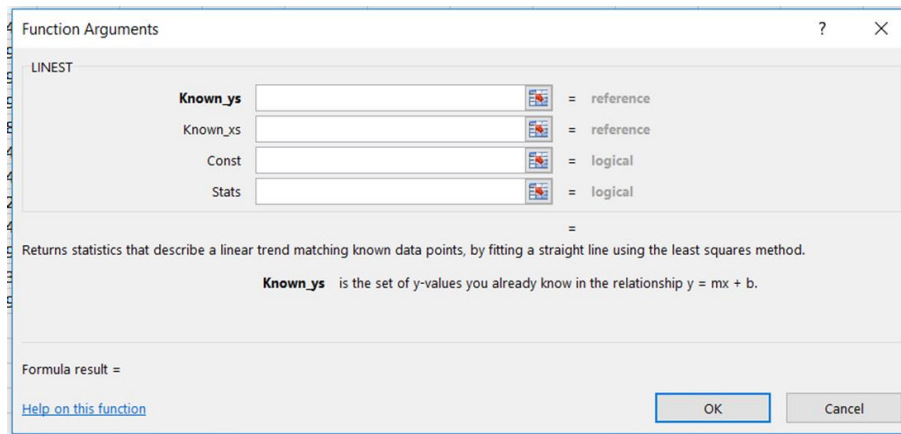 Function Arguments ? ×
LINEST
Known_ys = reference
Known_xs = reference
Const = logical
Stats = logical
=
Returns statistics that describe a linear trend matching known data points, by fitting a straight line using the least squares method.
Known_ys is the set of y-values you already know in the relationship y = mx + b.
Formula result =
Help on this function OK Cancel